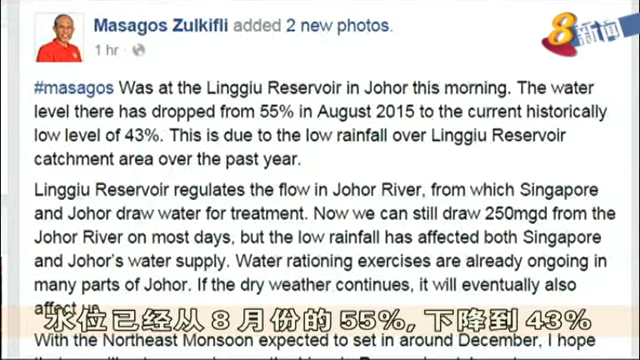 Masagos Zulkifli added 2 new photos.
1 hr
8
新闻
#masagos Was at the Linggiu Reservoir in Johor this morning. The water
level there has dropped from 55% in August 2015 to the current historically
low level of 43%. This is due to the low rainfall over Linggiu Reservoir
catchment area over the past year.
Linggiu Reservoir regulates the flow in Johor River, from which Singapore
and Johor draw water for treatment. Now we can still draw 250mgd from the
Johor River on most days, but the low rainfall has affected both Singapore
and Johor's water supply. Water rationing exercises are already ongoing in
many parts of Johor. If the dry weather continues, it will eventually also
affect us.
水位已经从8月份的55%,下降到43%
With the Northeast Monsoon expected to set in around December, I hope